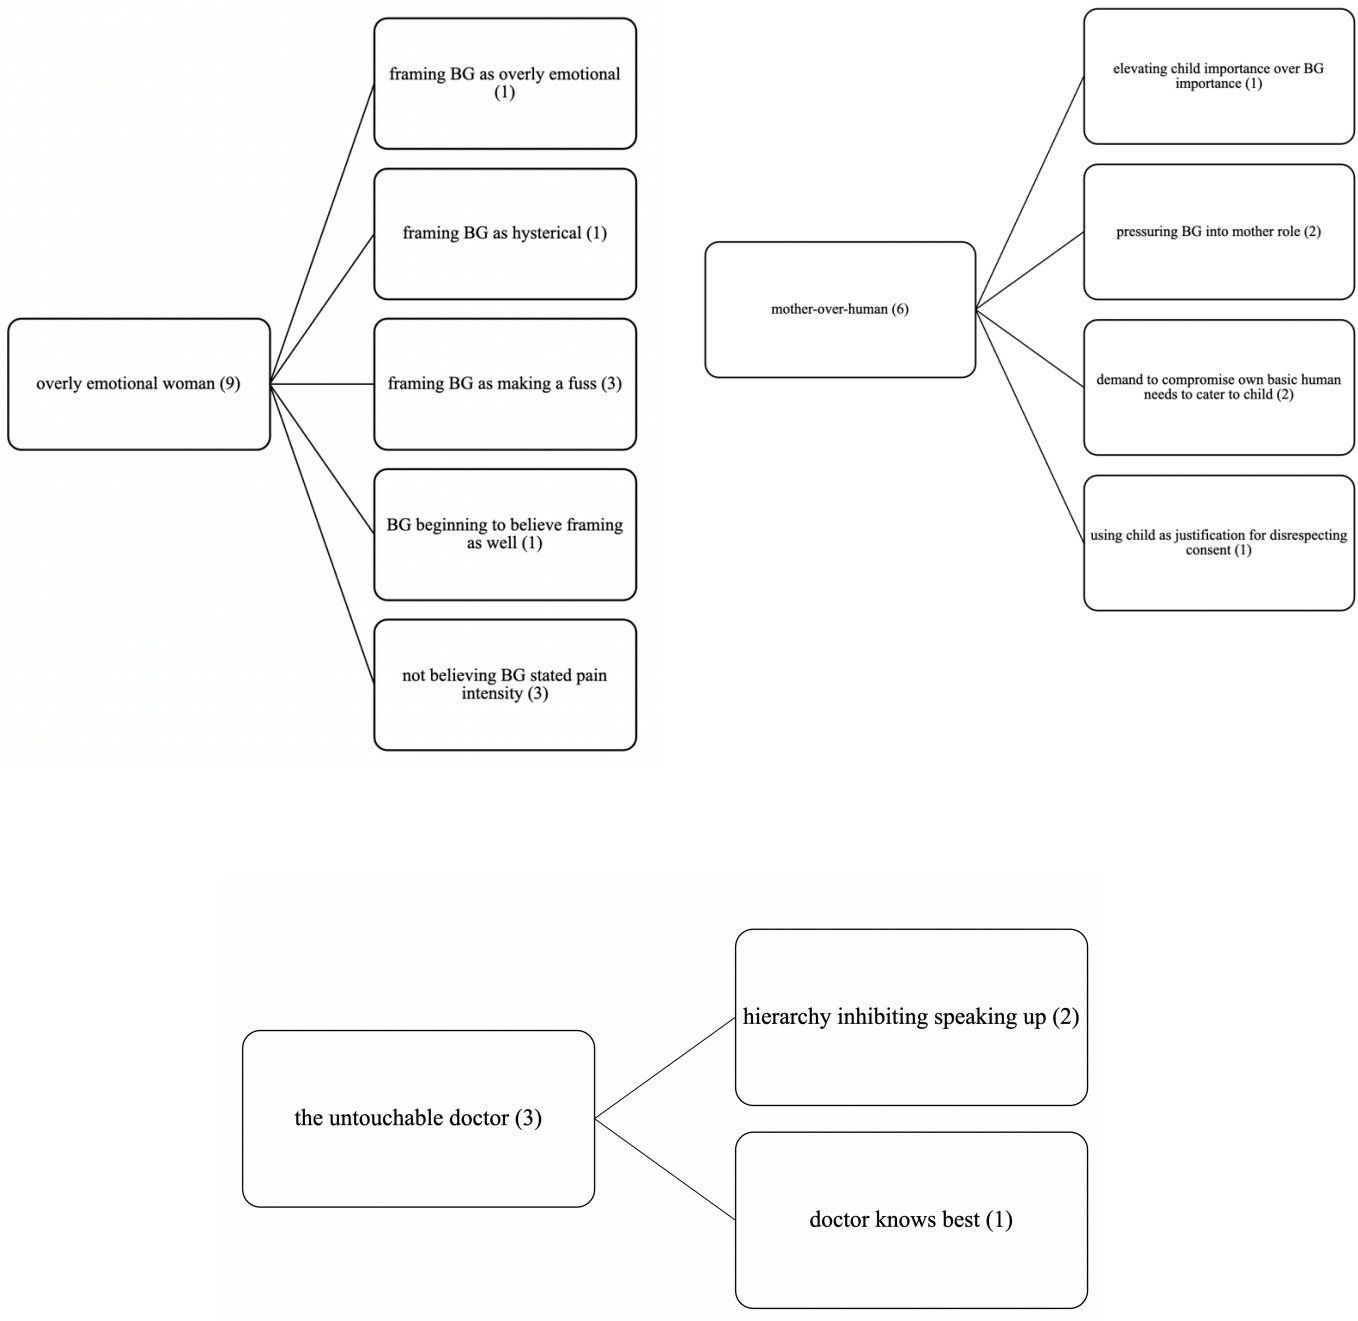 overly emotional woman (9)
framing BG as overly emotional
(1)
framing BG as hysterical (1)
framing BG as making a fuss (3)
BG beginning to believe framing
as well (1)
not believing BG stated pain
intensity (3)
mother-over-human (6)
elevating child importance over BG
importance (1)
pressuring BG into mother role (2)
demand to compromise own basic human
needs to cater to child (2)
using child as justification for disrespecting
consent (1)
the untouchable doctor (3)
hierarchy inhibiting speaking up (2)
doctor knows best (1)